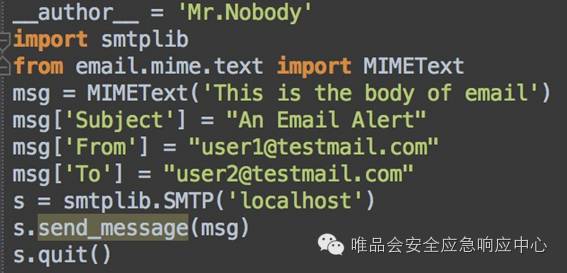 __author__ = 'Mr.Nobody'
import smtplib
from email.mime.text import MIMEText
msg = MIMEText('This is the body of email')
msg['Subject'] = "An Email Alert"
msg['From'] = "user1@testmail.com"
msg['To'] = "user2@testmail.com"
s = smtplib.SMTP('localhost')
s.send_message(msg)
s.quit()
唯品会安全应急响应中心